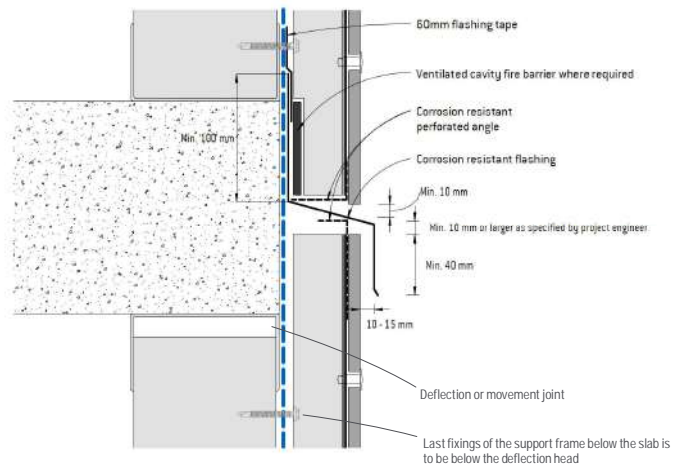 60mm flashing tape
Ventilated cavity fire barrier where required
Min. 100 mm
Corrosion resistant
perforated angle
Corrosion resistant flashing
Min. 10 mm
Min. 10 mm or larger as specified by project engineer
Min. 40 mm
10 - 15 mm
Deflection or movement joint
Last fixings of the support frame below the slab is
to be below the deflection head